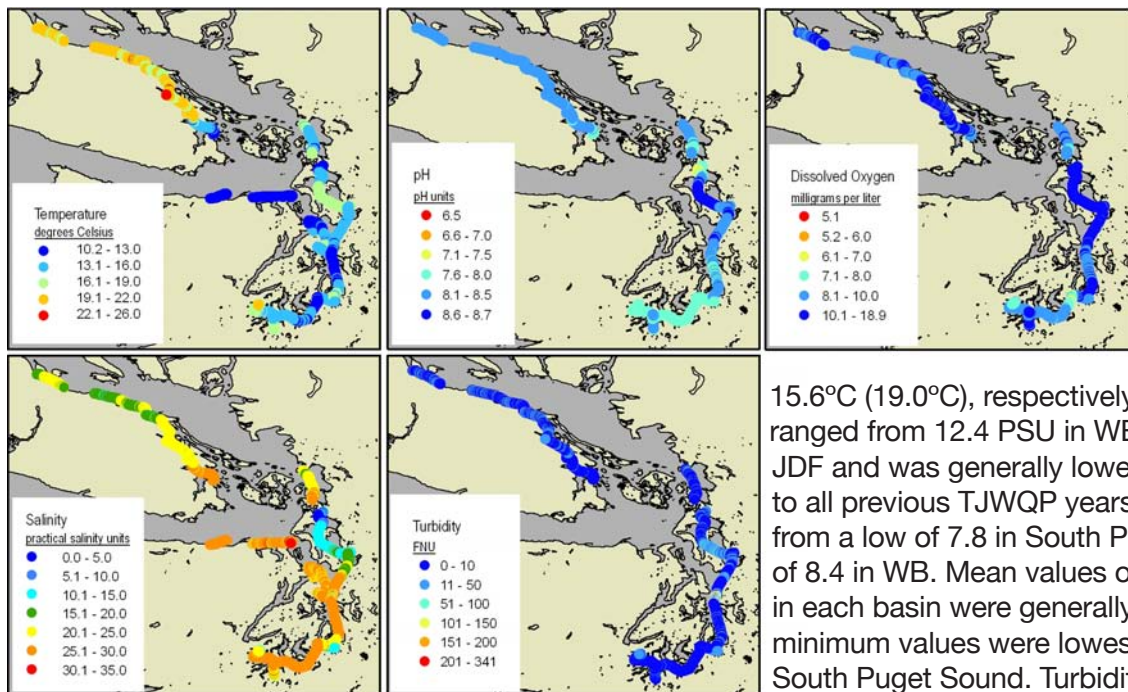 Temperature
degrees Celsius
10.2 - 13.0
13.1 - 16.0
16.1 - 19.0
19.1 - 22.0
22.1 - 26.0
pH
pH units
6.5
6.6 - 7.0
7.1 - 7.5
7.6 - 8.0
8.1 - 8.5
8.6 - 8.7
Dissolved Oxygen
milligrams per liter
5.1
5.2 - 6.0
6.1 - 7.0
7.1 - 8.0
8.1 - 10.0
10.1 - 18.9
Salinity
practical salinity units
0.0 - 5.0
5.1 - 10.0
10.1 - 15.0
15.1 - 20.0
20.1 - 25.0
25.1 - 30.0
30.1 - 35.0
Turbidity
FNU
0 - 10
11 - 50
51 - 100
101 - 150
151 - 200
201 - 341
15.6ºC (19.0ºC), respectively
ranged from 12.4 PSU in WB
JDF and was generally lowe
to all previous TJWQP years
from a low of 7.8 in South P
of 8.4 in WB. Mean values o
in each basin were generally
minimum values were lowes
South Puget Sound. Turbidit